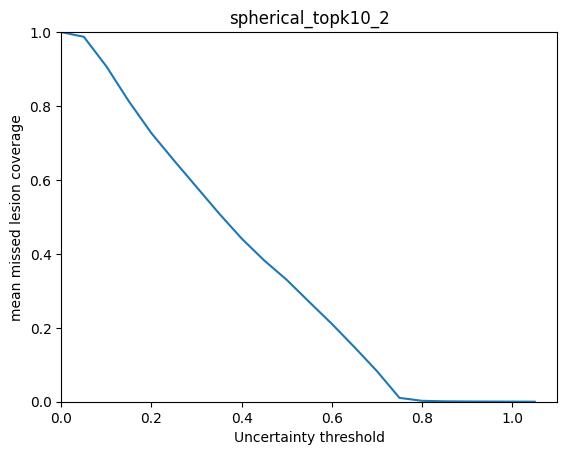 spherical_topk10_2
1.0
0.8
0.6
0.4
0.2
0.0
mean missed lesion coverage
0.0 0.2 0.4 0.6 0.8 1.0
Uncertainty threshold